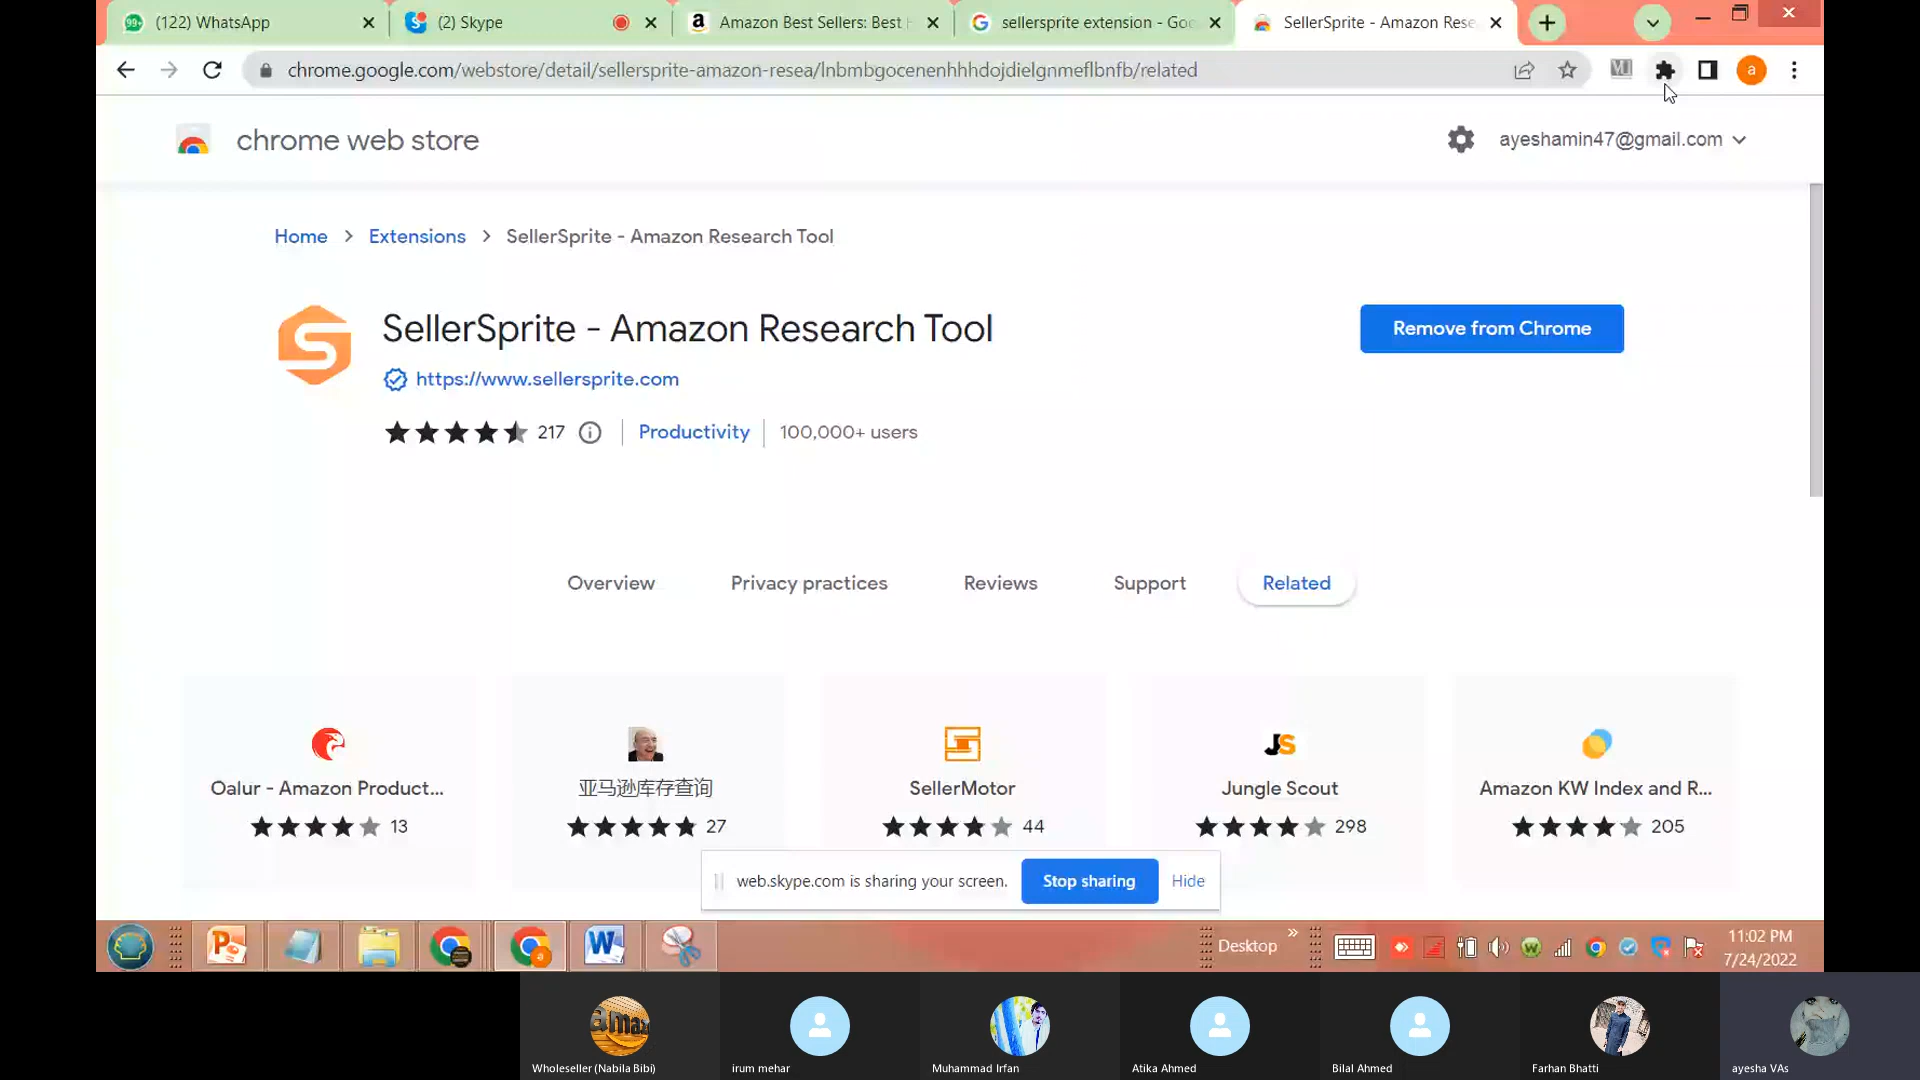 (122) WhatsApp
(2) Skype
Amazon Best Sellers: Best
sellersprite extension - Goo
SellerSprite - Amazon Rese
chrome.google.com/webstore/detail/sellersprite-amazon-resea/lnbmbgocenenhhhdojdielgnmeflbnfb/related
a
chrome web store
ayeshamin47@gmail.com
Home > Extensions > SellerSprite - Amazon Research Tool
SellerSprite - Amazon Research Tool
Remove from Chrome
https://www.sellersprite.com
217
Productivity
100,000+ users
Overview
Privacy practices
Reviews
Support
Related
Qalur - Amazon Product...
亚马逊库存查询
SellerMotor
Jungle Scout
Amazon KW Index and R...
13
27
44
298
205
web.skype.com is sharing your screen.
Stop sharing
Hide
Desktop
11:02 PM
7/24/2022
Wholeseller (Nabila Bibi)
irum mehar
Muhammad Irfan
Atika Ahmed
Bilal Ahmed
Farhan Bhatti
ayesha VAs